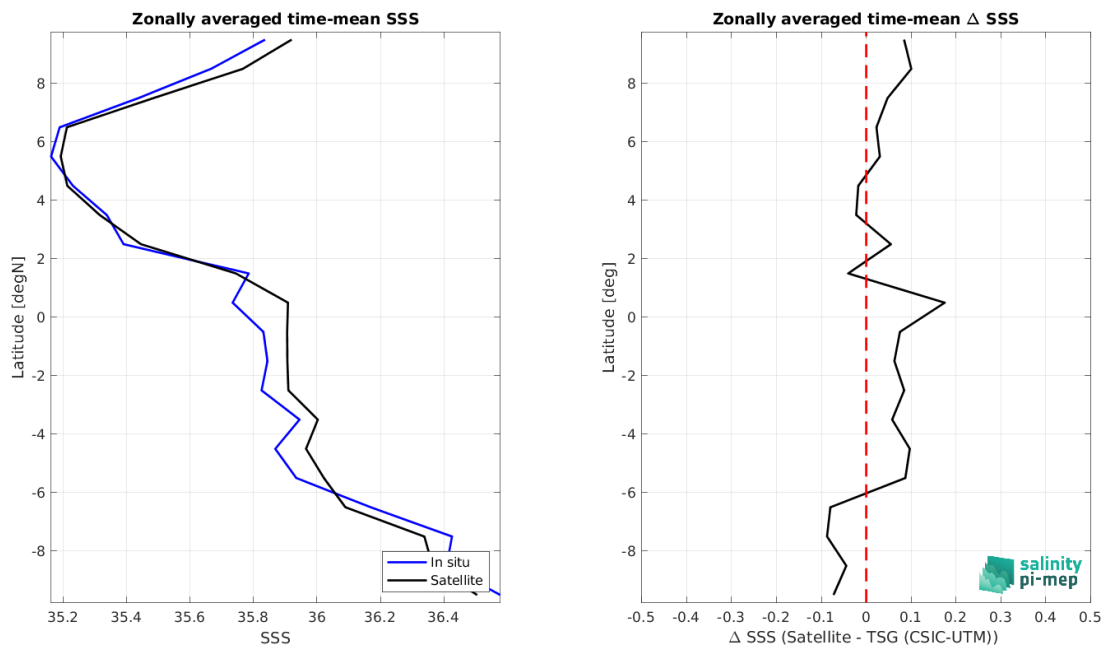 Zonally averaged time-mean SSS
8
6
4
2
0
-2
-4
-6
-8
Latitude [degN]
35.2 35.4 35.6 35.8 36 36.2 36.4
SSS
In situ
Satellite
Zonally averaged time-mean Δ SSS
8
6
4
2
0
-2
-4
-6
-8
Latitude [deg]
-0.5 -0.4 -0.3 -0.2 -0.1 0 0.1 0.2 0.3 0.4 0.5
Δ SSS (Satellite - TSG (CSIC-UTM))
salinity
pi-mep